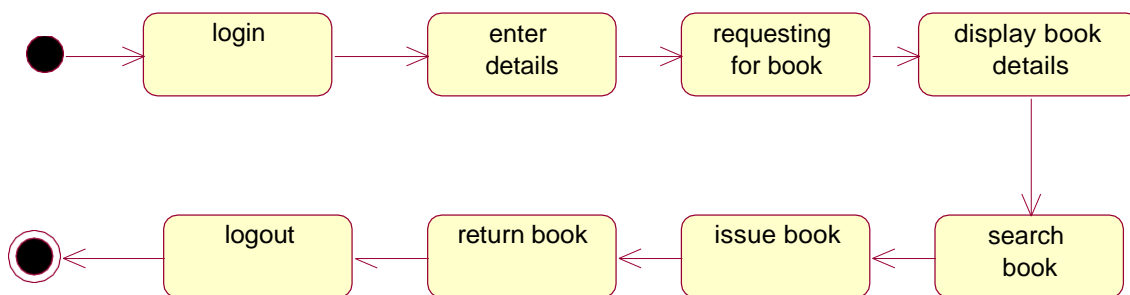 login
enter
details
requesting
for book
display book
details
logout
return book
issue book
search
book